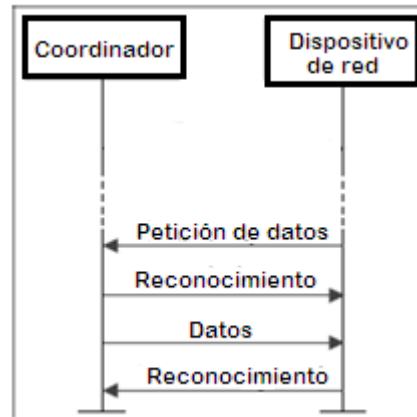 Coordinador
Dispositivo
de red
Petición de datos
Reconocimiento
Datos
Reconocimiento